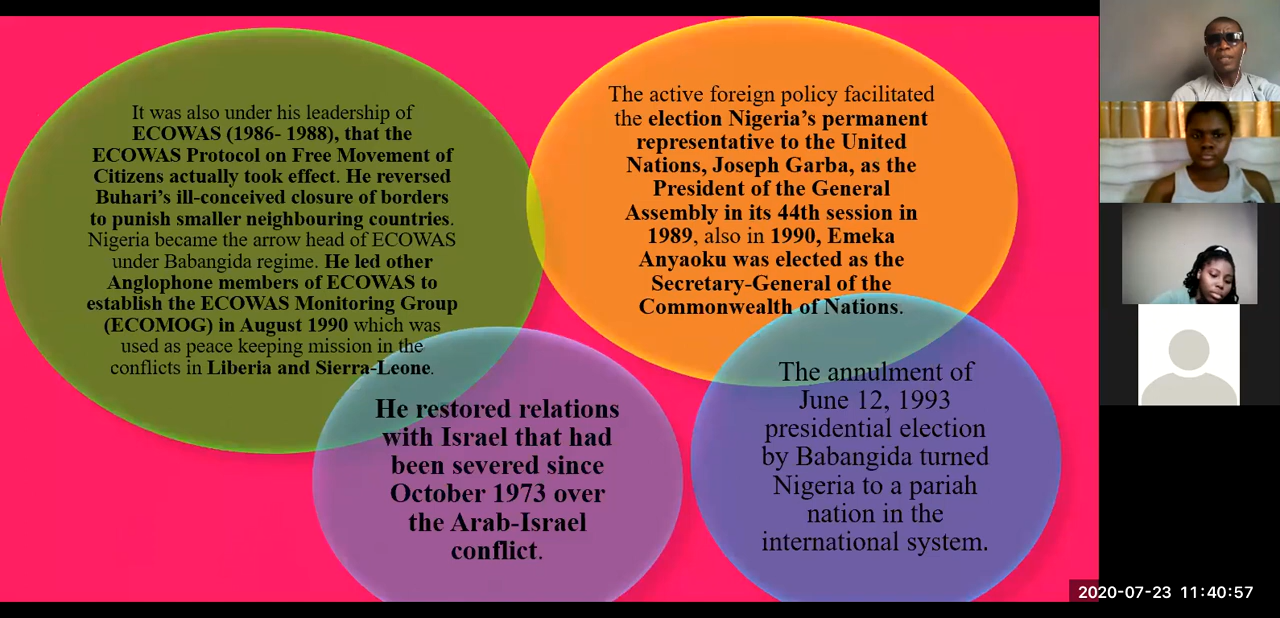 It was also under his leadership of
ECOWAS (1986- 1988), that the
ECOWAS Protocol on Free Movement of
Citizens actually took effect. He reversed
Buhari’s ill-conceived closure of borders
to punish smaller neighbouring countries.
Nigeria became the arrow head of ECOWAS
under Babangida regime. He led other
Anglophone members of ECOWAS to
establish the ECOWAS Monitoring Group
(ECOMOG) in August 1990 which was
used as peace keeping mission in the
conflicts in Liberia and Sierra-Leone.
The active foreign policy facilitated
the election Nigeria’s permanent
representative to the United
Nations, Joseph Garba, as the
President of the General
Assembly in its 44th session in
1989, also in 1990, Emeka
Anyaoku was elected as the
Secretary-General of the
Commonwealth of Nations.
He restored relations
with Israel that had
been severed since
October 1973 over
the Arab-Israel
conflict.
The annulment of
June 12, 1993
presidential election
by Babangida turned
Nigeria to a pariah
nation in the
international system.
2020-07-23 11:40:57